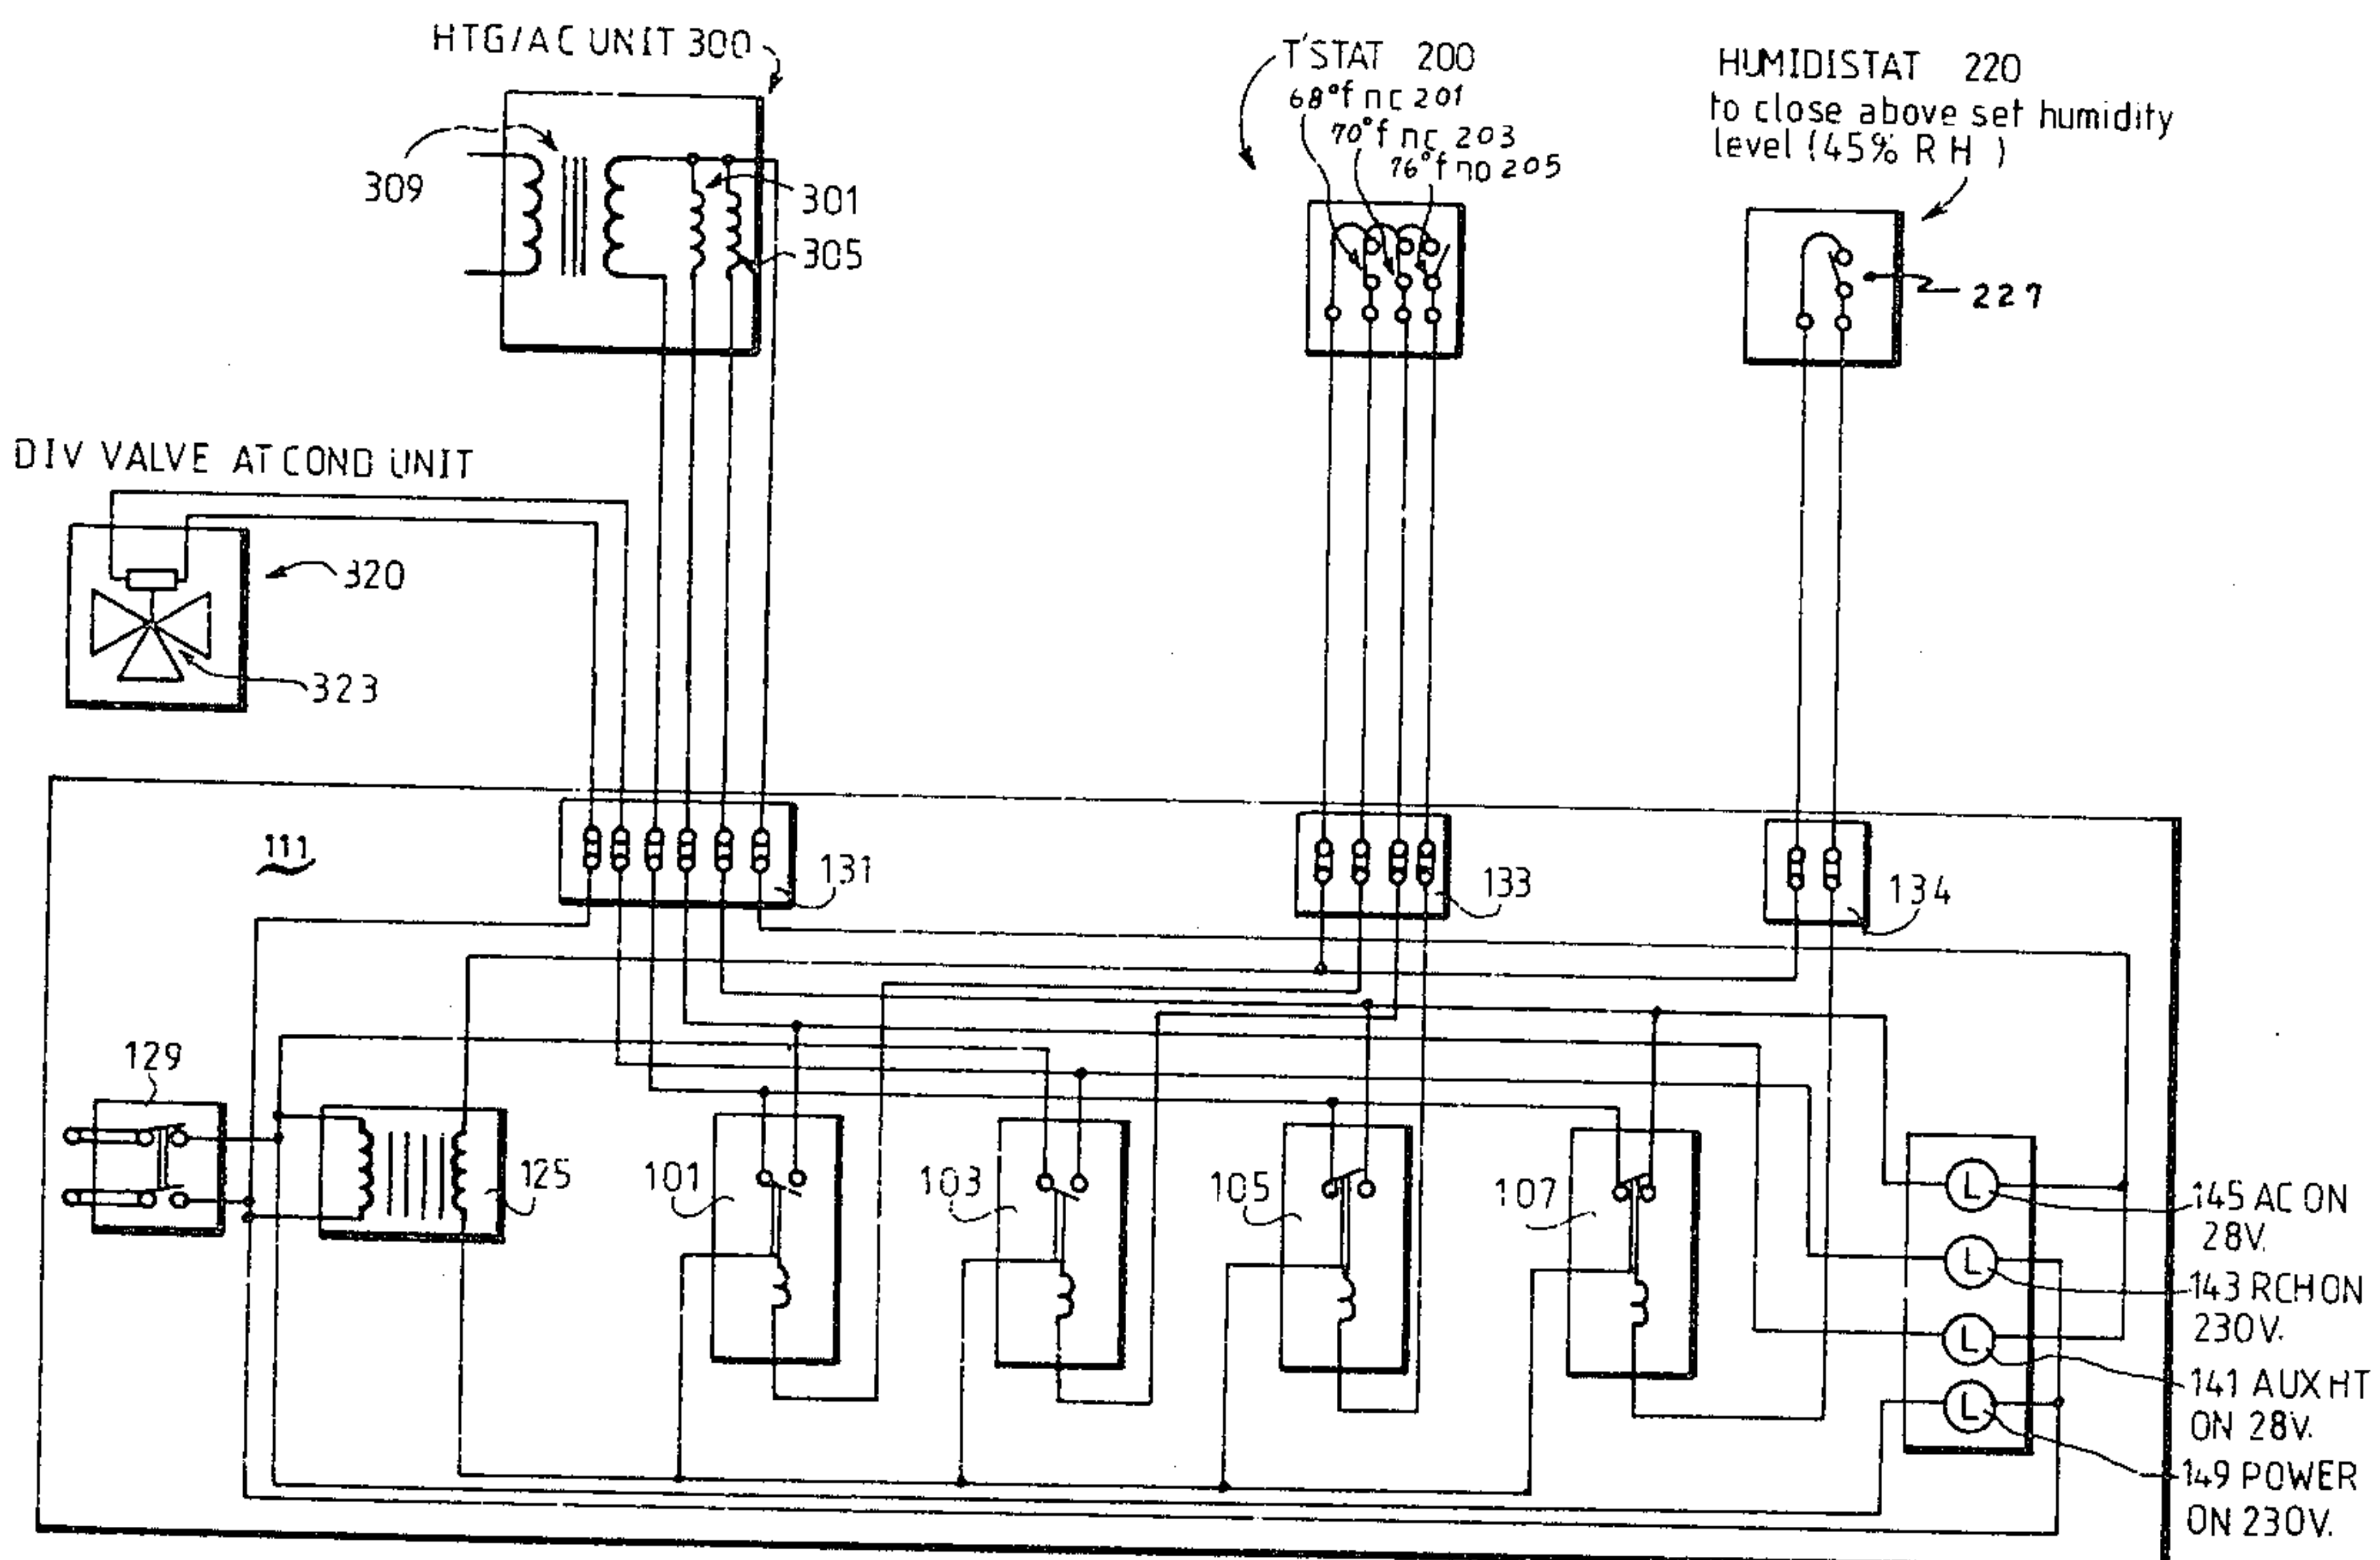 HTG/AC UNIT 300
T'STAT 200
68°f nc 201
70°f nc 203
76°f no 205
HUMIDISTAT 220
to close above set humidity
level (45% RH )
309
301
305
227
DIV VALVE AT COND UNIT
320
323
111
131
133
134
129
125
101
103
105
107
L
L
L
L
145 AC ON
28V.
143 RCH ON
230V.
141 AUX HT
ON 28V.
149 POWER
ON 230V.